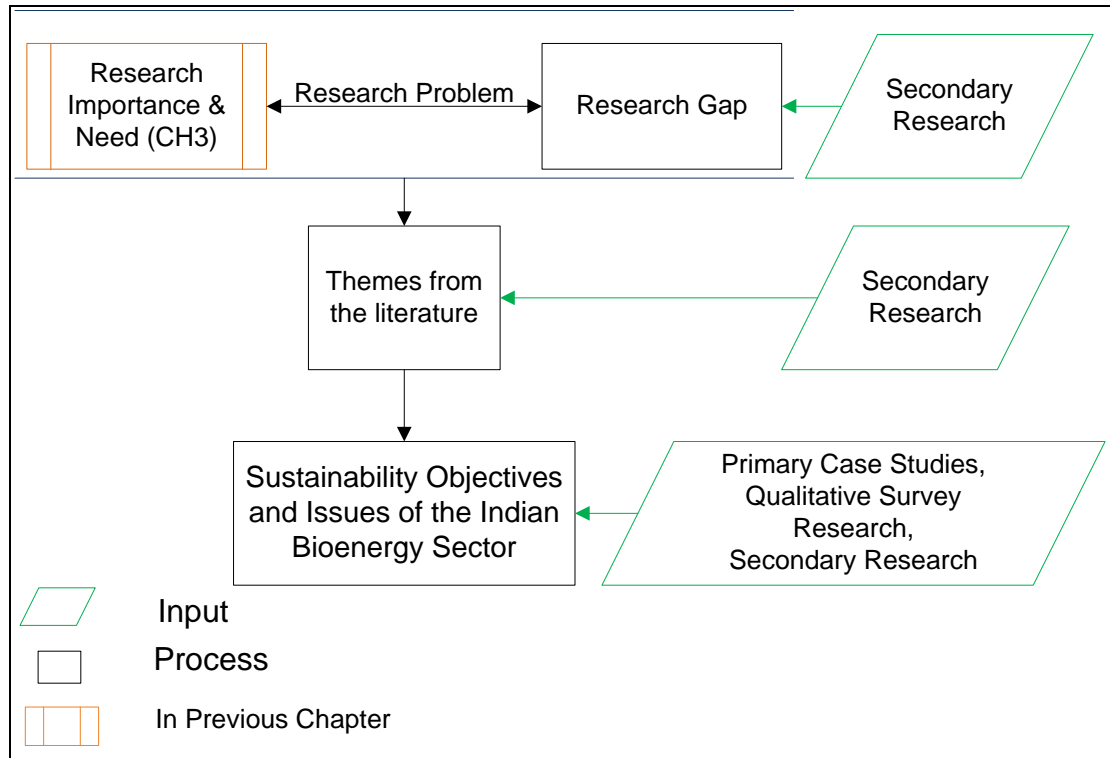 Research
Importance &
Need (CH3)
Research Problem
Research Gap
Secondary
Research
Themes from
the literature
Secondary
Research
Sustainability Objectives
and Issues of the Indian
Bioenergy Sector
Primary Case Studies,
Qualitative Survey
Research,
Secondary Research
Input
Process
In Previous Chapter